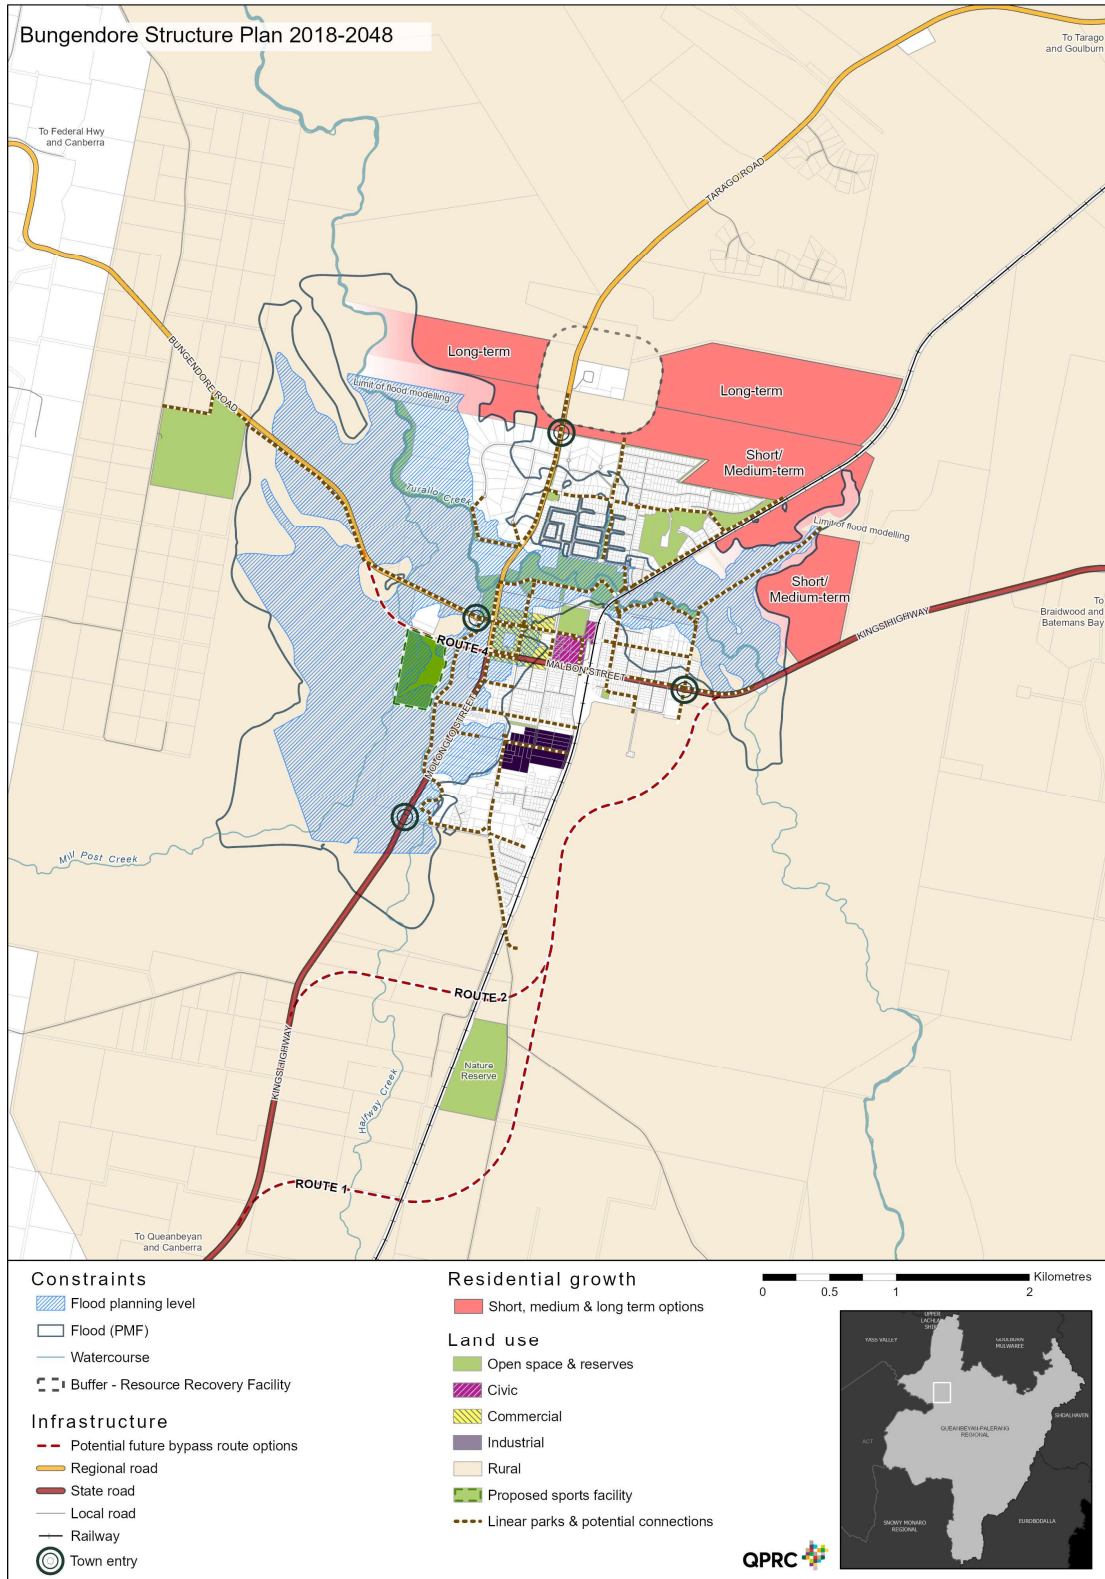 Bungendore Structure Plan 2018-2048
To Tarago
and Goulburn
To Federal Hwy
and Canberra
TARAGO ROAD
BUNGENDORE ROAD
Long-term
Long-term
Limit of flood modelling
Short/
Medium-term
Turallo Creek
Limit of flood modelling
Short/
Medium-term
To
Braidwood and
Batemans Bay
KINGS HIGHWAY
ROUTE 4
MALBON STREET
MOLONGLO STREET
Mill Post Creek
ROUTE 2
KINGS HIGHWAY
Nature
Reserve
Halfway Creek
ROUTE 1
To Queanbeyan
and Canberra
Constraints
Flood planning level
Flood (PMF)
Watercourse
Buffer - Resource Recovery Facility
Infrastructure
Potential future bypass route options
Regional road
State road
Local road
Railway
Town entry
Residential growth
Short, medium & long term options
Land use
Open space & reserves
Civic
Commercial
Industrial
Rural
Proposed sports facility
Linear parks & potential connections
Kilometres
0 0.5 1 2
UPPER
LACHLAN
SHIRE
YASS VALLEY
GOULBURN
MULWAREE
SHOALHAVEN
QUEANBEYAN-PALERANG
REGIONAL
ACT
SNOWY MONARO
REGIONAL
EUROBODALLA
QPRC